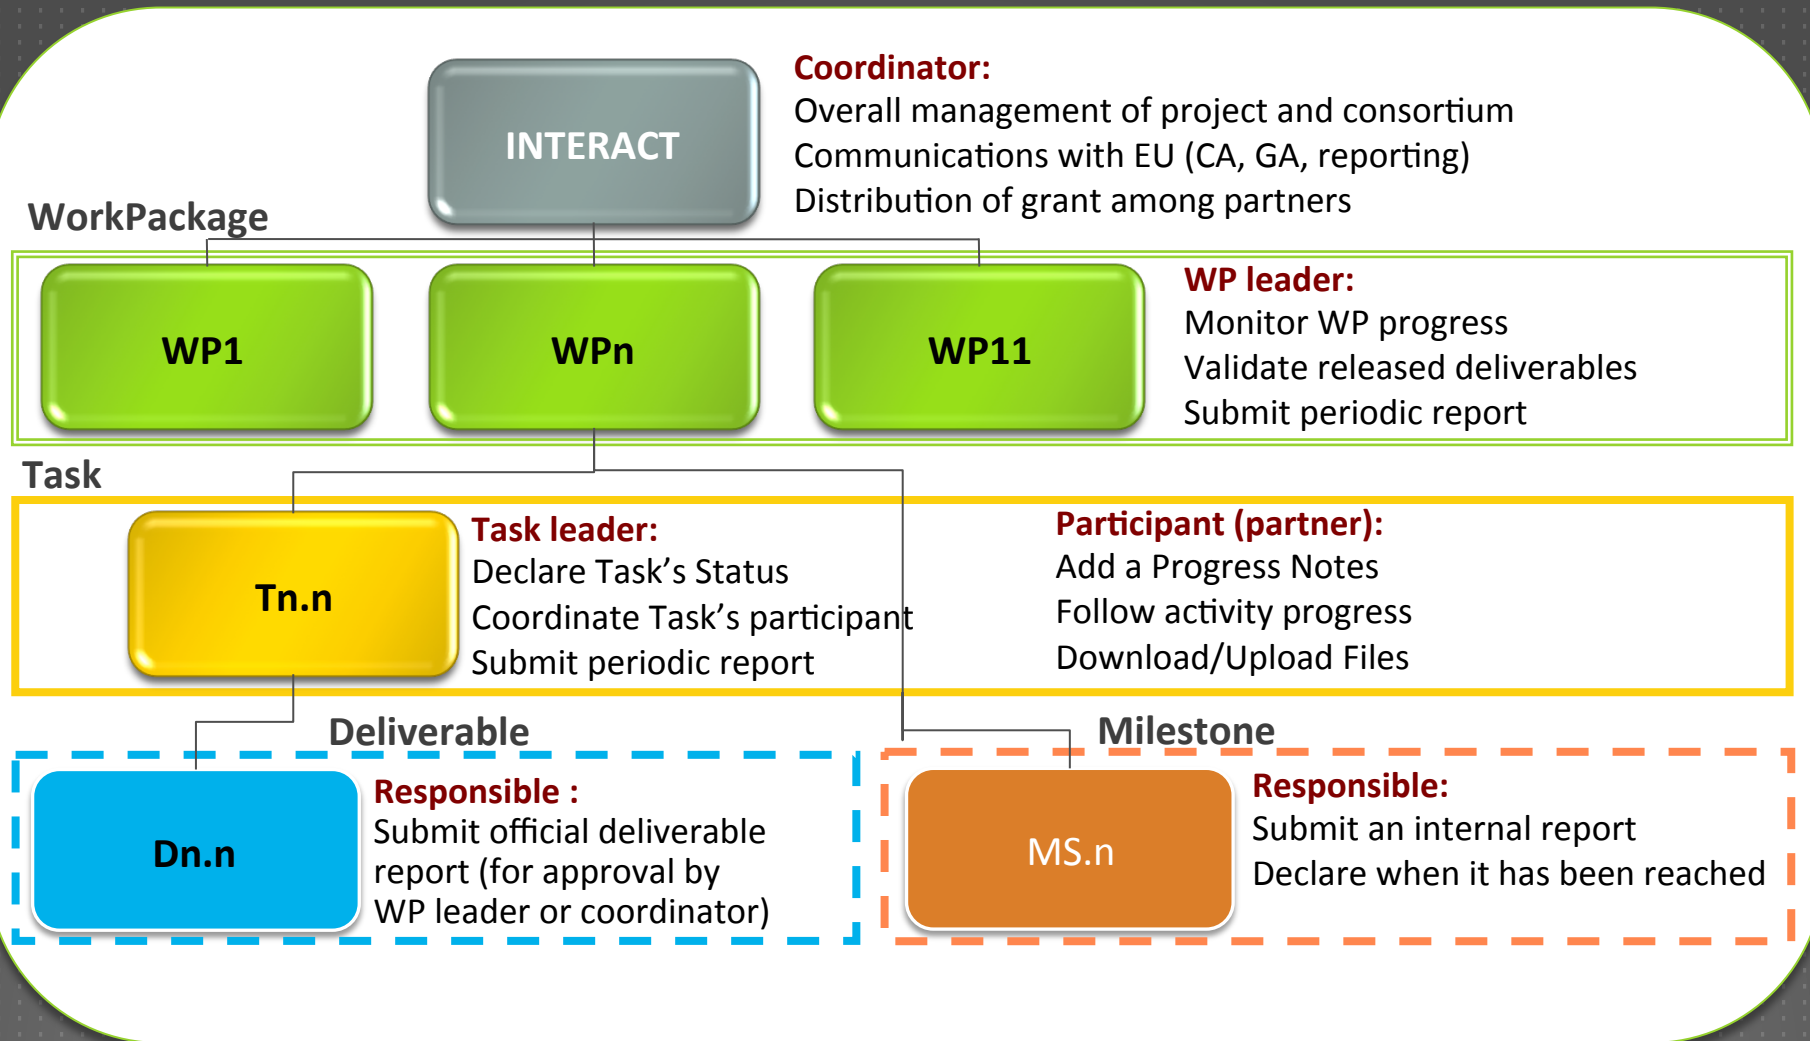 INTERACT
Coordinator:
Overall management of project and consortium
Communications with EU (CA, GA, reporting)
Distribution of grant among partners
WorkPackage
WP1
WPn
WP11
WP leader:
Monitor WP progress
Validate released deliverables
Submit periodic report
Task
Tn.n
Task leader:
Declare Task’s Status
Coordinate Task’s participant
Submit periodic report
Participant (partner):
Add a Progress Notes
Follow activity progress
Download/Upload Files
Deliverable
Dn.n
Responsible :
Submit official deliverable
report (for approval by
WP leader or coordinator)
Milestone
MS.n
Responsible:
Submit an internal report
Declare when it has been reached